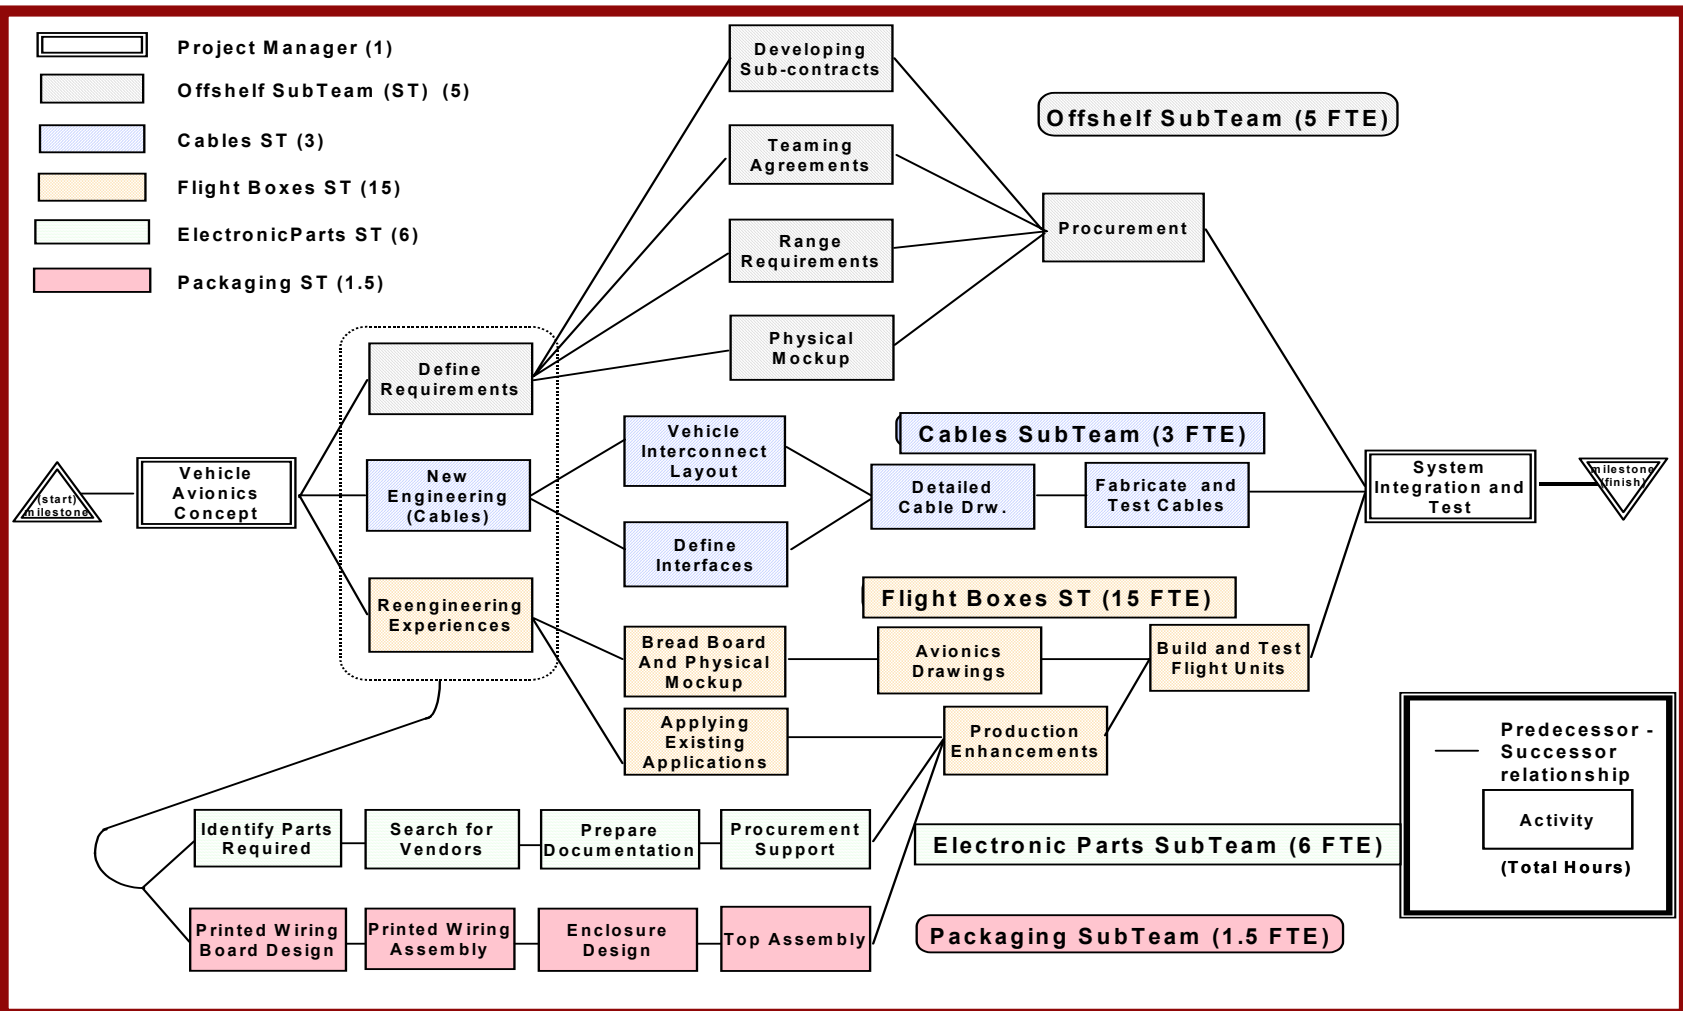 Project Manager (1)
Offshelf SubTeam (ST) (5)
Cables ST (3)
Flight Boxes ST (15)
ElectronicParts ST (6)
Packaging ST (1.5)
Developing
Sub-contracts
Teaming
Agreements
Range
Requirements
Physical
Mockup
Offshelf SubTeam (5 FTE)
Procurement
Define
Requirements
(start)
milestone
Vehicle
Avionics
Concept
New
Engineering
(Cables)
Vehicle
Interconnect
Layout
Define
Interfaces
Cables SubTeam (3 FTE)
Detailed
Cable Drw.
Fabricate and
Test Cables
System
Integration and
Test
milestone
(finish)
Reengineering
Experiences
Flight Boxes ST (15 FTE)
Bread Board
And Physical
Mockup
Avionics
Drawings
Build and Test
Flight Units
Applying
Existing
Applications
Production
Enhancements
Identify Parts
Required
Search for
Vendors
Prepare
Documentation
Procurement
Support
Electronic Parts SubTeam (6 FTE)
Printed Wiring
Board Design
Printed Wiring
Assembly
Enclosure
Design
Top Assembly
Packaging SubTeam (1.5 FTE)
Predecessor -
Successor
relationship
Activity
(Total Hours)